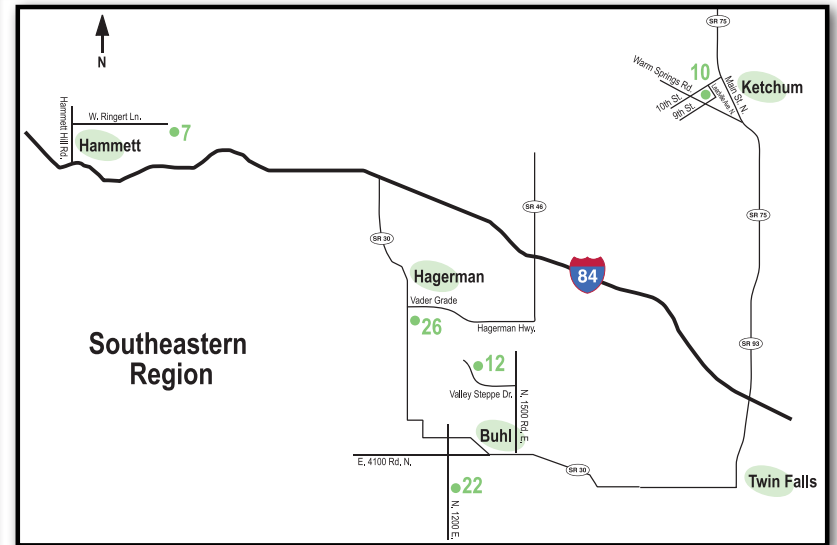 SR 75
N
Warm Springs Rd.
10
Ketchum
Main St. N.
10th St.
9th St.
Hammett Hill Rd.
W. Ringert Ln.
7
Hammett
SR 46
SR 75
SR 30
Hagerman
84
Vader Grade
26
Hagerman Hwy.
Southeastern
Region
SR 93
12
Valley Steppe Dr.
N. 1500 Rd. E.
Buhl
E. 4100 Rd. N.
SR 30
Twin Falls
22
N. 1200 E.